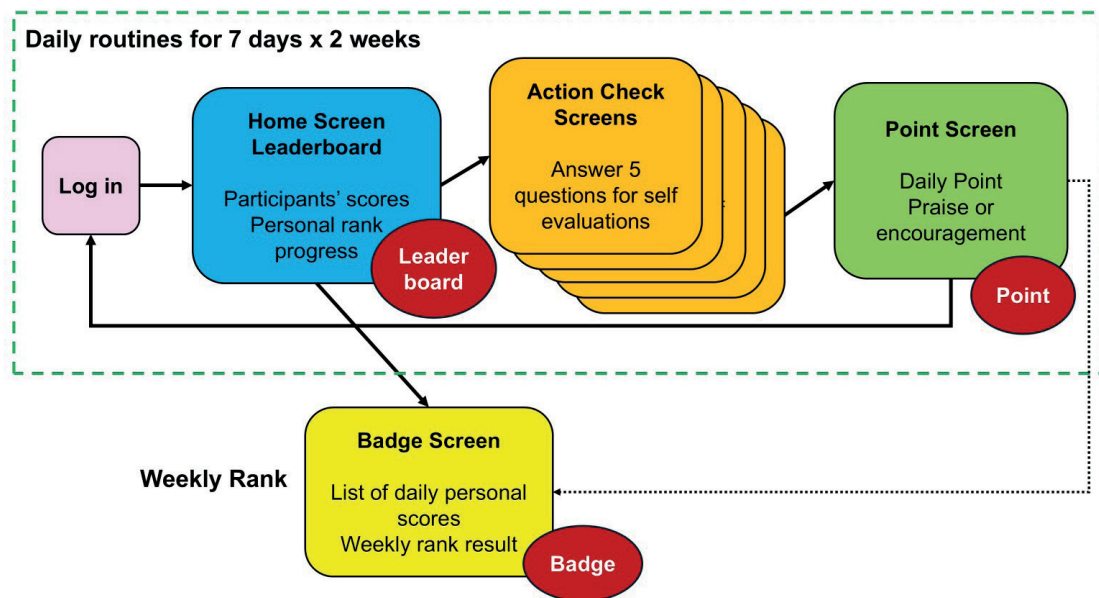 Daily routines for 7 days x 2 weeks
Log in
Home Screen
Leaderboard
Participants' scores
Personal rank
progress
Leader
board
Action Check
Screens
Answer 5
questions for self
evaluations
Point Screen
Daily Point
Praise or
encouragement
Point
Weekly Rank
Badge Screen
List of daily personal
scores
Weekly rank result
Badge